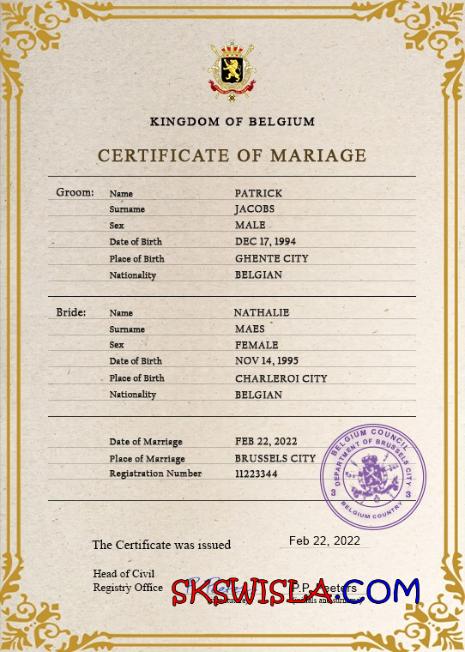 KINGDOM OF BELGIUM
CERTIFICATE OF MARIAGE
Groom: Name PATRICK
Surname JACOBS
Sex MALE
Date of Birth DEC 17, 1994
Place of Birth GHENTE CITY
Nationality BELGIAN
Bride: Name NATHALIE
Surname MAES
Sex FEMALE
Date of Birth NOV 14, 1995
Place of Birth CHARLEROI CITY
Nationality BELGIAN
Date of Marriage FEB 22, 2022
Place of Marriage BRUSSELS CITY
Registration Number 11223344
BELGIUM COUNCILS
DEPARTMENT OF BRUSSELS CITY
3 3
BELGIUM COUNTRY
The Certificate was issued Feb 22, 2022
Head of Civil
Registry Office P.P. Peeters
SKSWISLA.COM